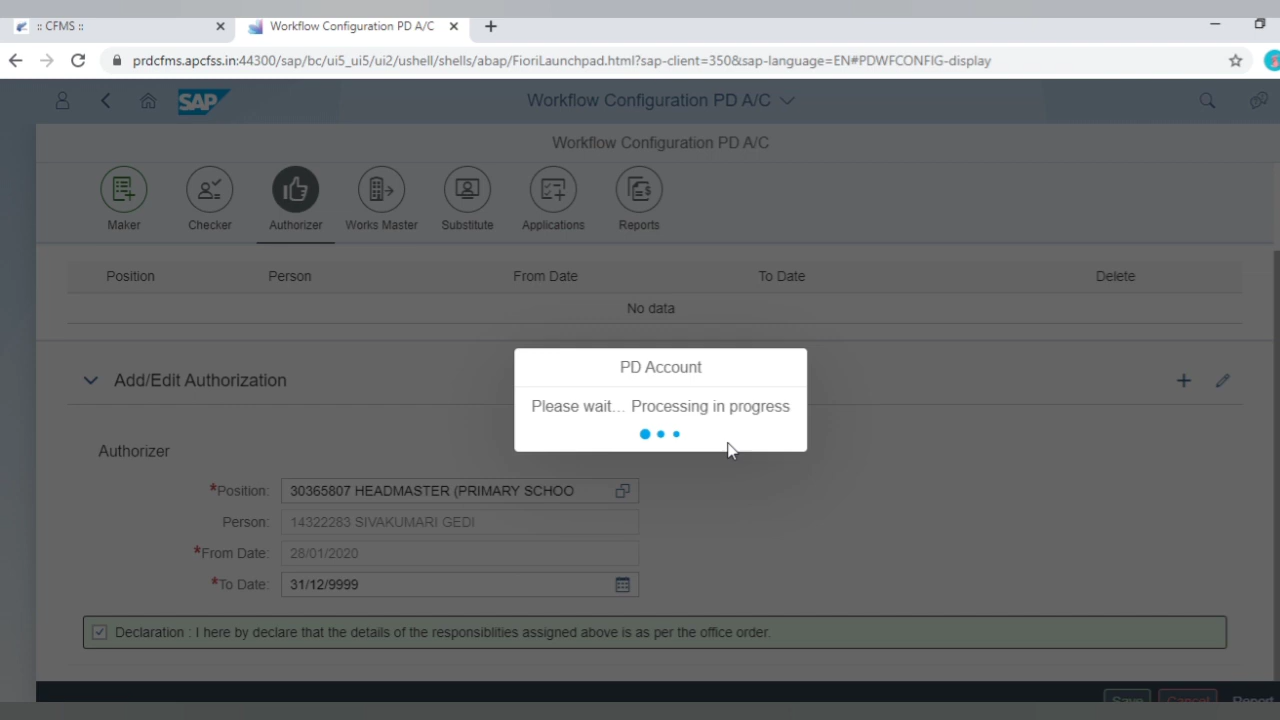 :: CFMS ::
Workflow Configuration PD A/C
prdcfms.apcfss.in:44300/sap/bc/ui5_ui5/ui2/ushell/shells/abap/FioriLaunchpad.html?sap-client=350&sap-language=EN#PDWFCONFIG-display
SAP
Workflow Configuration PD A/C
Workflow Configuration PD A/C
Maker Checker Authorizer Works Master Substitute Applications Reports
Position Person From Date To Date Delete
No data
PD Account
Please wait... Processing in progress
Add/Edit Authorization
Authorizer
*Position: 30365807 HEADMASTER (PRIMARY SCHOO
Person: 14322283 SIVAKUMARI GEDI
*From Date: 28/01/2020
*To Date: 31/12/9999
Declaration : I here by declare that the details of the responsiblities assigned above is as per the office order.
Save Cancel Report